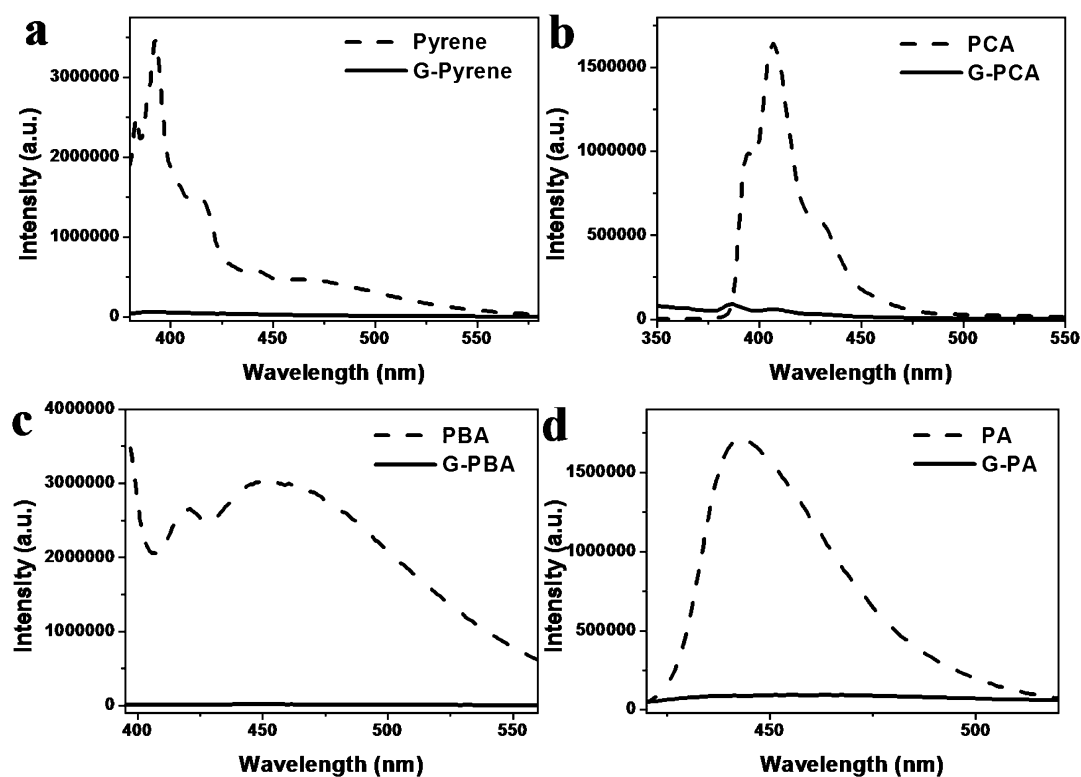 a
Pyrene
G-Pyrene
Intensity (a.u.)
3000000
2000000
1000000
0
400
450
500
550
Wavelength (nm)
b
PCA
G-PCA
Intensity (a.u.)
1500000
1000000
500000
0
350
400
450
500
550
Wavelength (nm)
c
PBA
G-PBA
Intensity (a.u.)
4000000
3000000
2000000
1000000
0
400
450
500
550
Wavelength (nm)
d
PA
G-PA
Intensity (a.u.)
1500000
1000000
500000
0
450
500
Wavelength (nm)